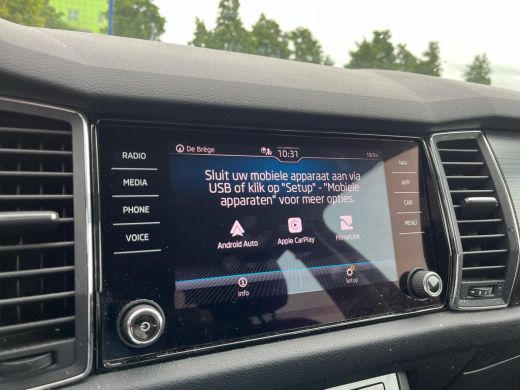 De Brêge
10:31
RADIO
MEDIA
PHONE
VOICE
Sluit uw mobiele apparaat aan via
USB of klik op "Setup" - "Mobiele
apparaten" voor meer opties.
Android Auto
Apple CarPlay
MirrorLink
Info
Setup
NAV
APP
CAR
MENU